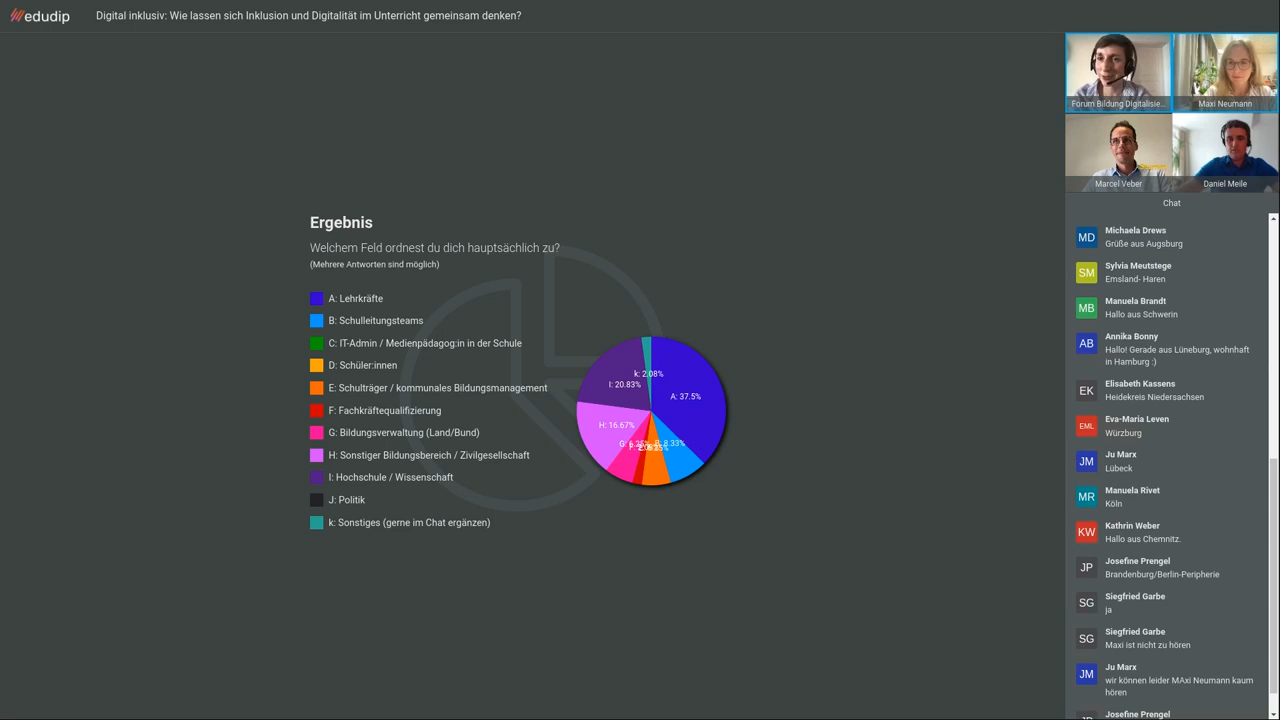 edudip
Digital inklusiv: Wie lassen sich Inklusion und Digitalität im Unterricht gemeinsam denken?
Forum Bildung Digitalisie...
Maxi Neumann
Marcel Veber
Daniel Meile
Ergebnis
Welchem Feld ordnest du dich hauptsächlich zu?
(Mehrere Antworten sind möglich)
A: Lehrkräfte
B: Schulleitungsteams
C: IT-Admin / Medienpädagog:in in der Schule
D: Schüler:innen
E: Schulträger / kommunales Bildungsmanagement
F: Fachkräftequalifizierung
G: Bildungsverwaltung (Land/Bund)
H: Sonstiger Bildungsbereich / Zivilgesellschaft
I: Hochschule / Wissenschaft
J: Politik
k: Sonstiges (gerne im Chat ergänzen)
k: 2.08%
I: 20.83%
A: 37.5%
H: 16.67%
8.33%
Chat
MD
Michaela Drews
Grüße aus Augsburg
SM
Sylvia Meutstege
Emsland- Haren
MB
Manuela Brandt
Hallo aus Schwerin
AB
Annika Bonny
Hallo! Gerade aus Lüneburg, wohnhaft
in Hamburg :)
EK
Elisabeth Kassens
Heidekreis Niedersachsen
EML
Eva-Maria Leven
Würzburg
JM
Ju Marx
Lübeck
MR
Manuela Rivet
Köln
KW
Kathrin Weber
Hallo aus Chemnitz.
JP
Josefine Prengel
Brandenburg/Berlin-Peripherie
SG
Siegfried Garbe
ja
SG
Siegfried Garbe
Maxi ist nicht zu hören
JM
Ju Marx
wir können leider MAxi Neumann kaum
hören
Josefine Prengel